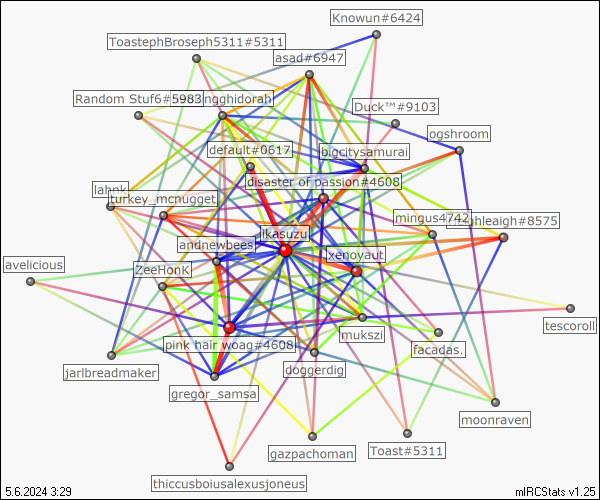 Knowun#6424
ToastephBroseph5311#5311
asad#6947
Random Stuf6#5983
ngghidorah
Duck™#9103
ogshroom
default#0617
bigcitysamurai
disaster of passion#4608
lahnk
turkey_mcnugget
mingus4742
hleigh#8575
ikasuzu
andnewbees
xenoyaut
avelicious
ZeeHonk
tescoroll
mukszi
pink hair woag#4608
facadas.
jarlbreadmaker
doggerdig
gregor_samsa
moonraven
gazpachoman
Toast#5311
thiccusboiusalexusjoneus
5.6.2024 3:29
mIRCStats v1.25